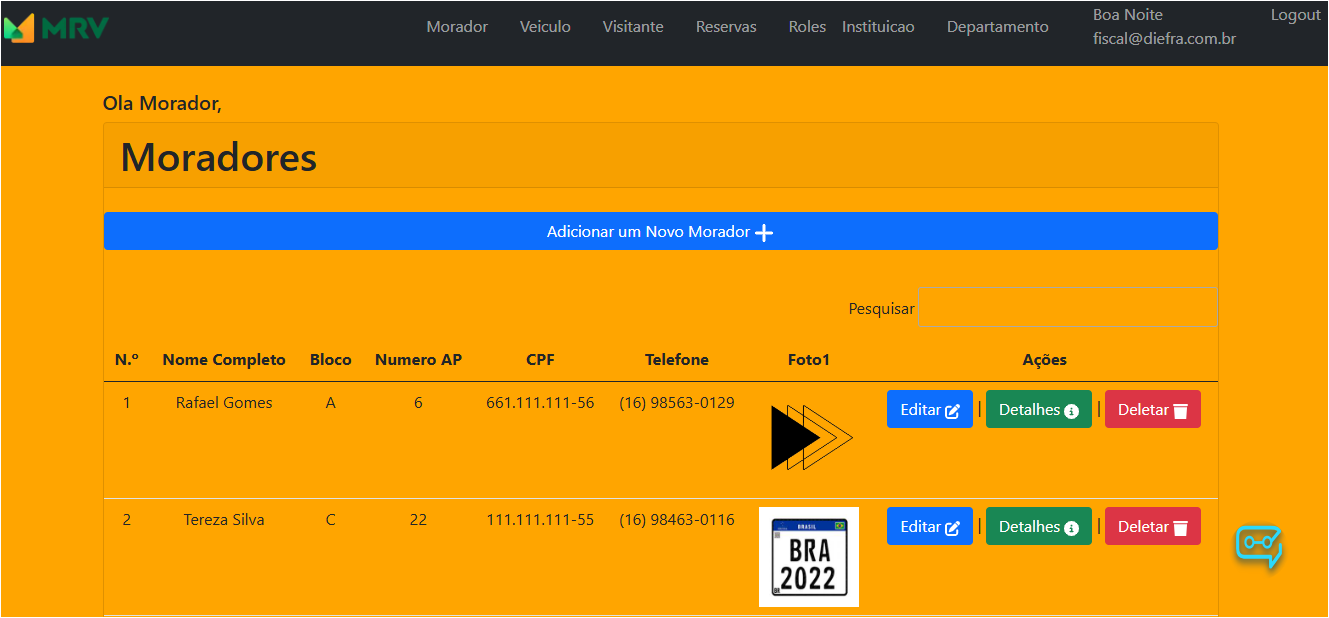 MRV
Morador Veiculo Visitante Reservas Roles Instituicao Departamento
Boa Noite
fiscal@diefra.com.br
Logout
Ola Morador,
Moradores
Adicionar um Novo Morador
Pesquisar
N.º Nome Completo Bloco Numero AP CPF Telefone Foto1 Ações
1 Rafael Gomes A 6 661.111.111-56 (16) 98563-0129 Editar | Detalhes | Deletar
2 Tereza Silva C 22 111.111.111-55 (16) 98463-0116 Editar | Detalhes | Deletar
BRASIL
BRA
2022
BR